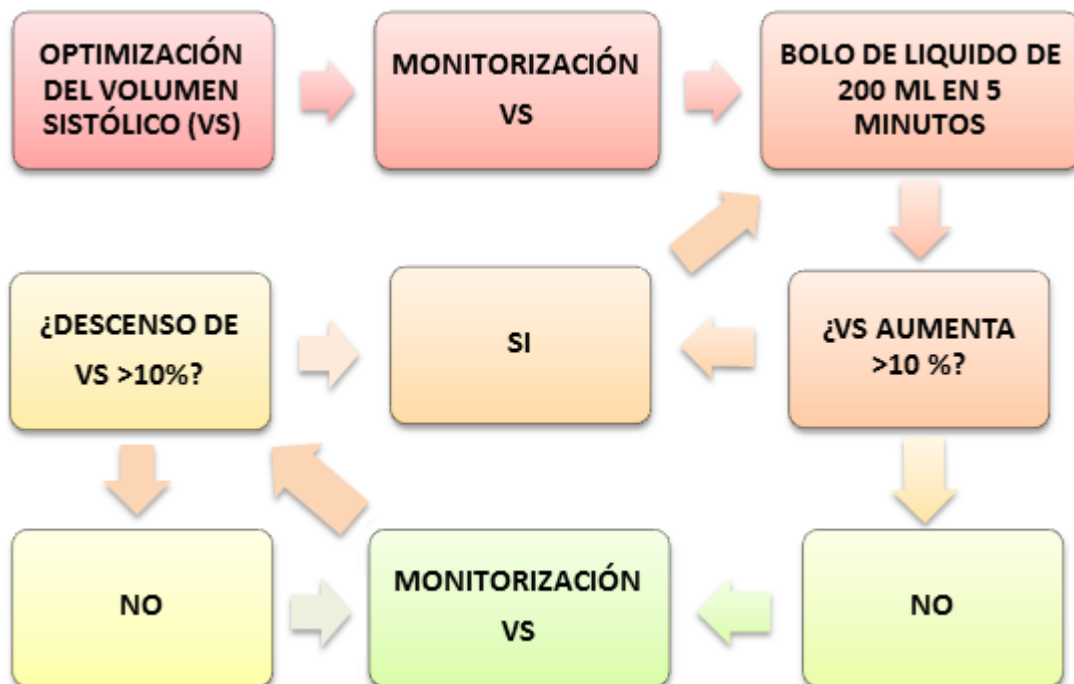 OPTIMIZACIÓN
DEL VOLUMEN
SISTÓLICO (VS)
MONITORIZACIÓN
VS
BOLO DE LIQUIDO DE
200 ML EN 5
MINUTOS
¿DESCENSO DE
VS >10%?
SI
¿VS AUMENTA
>10 %?
NO
MONITORIZACIÓN
VS
NO